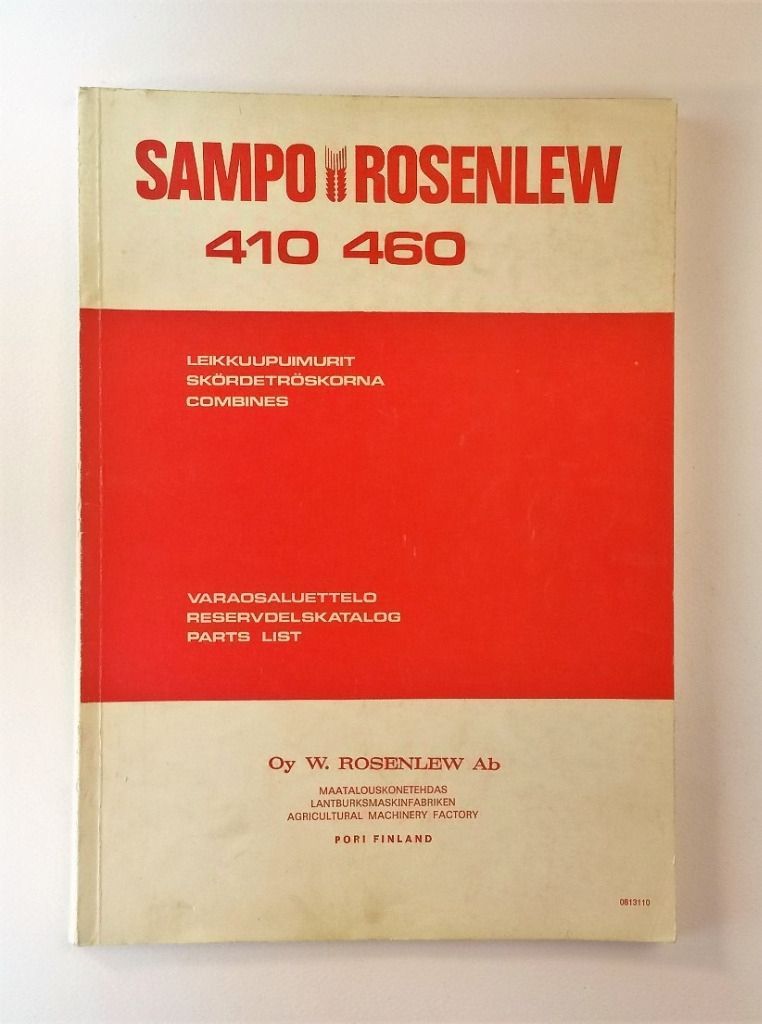 SAMPO ROSENLEW
410 460
LEIKKUUPUIMURIT
SKÖRDETRÖSKORNA
COMBINES
VARAOSALUETTELO
RESERVDELSKATALOG
PARTS LIST
Oy W. ROSENLEW Ab
MAATALOUSKONETEHDAS
LANTBURKSMASKINFABRIKEN
AGRICULTURAL MACHINERY FACTORY
PORI FINLAND
0813110